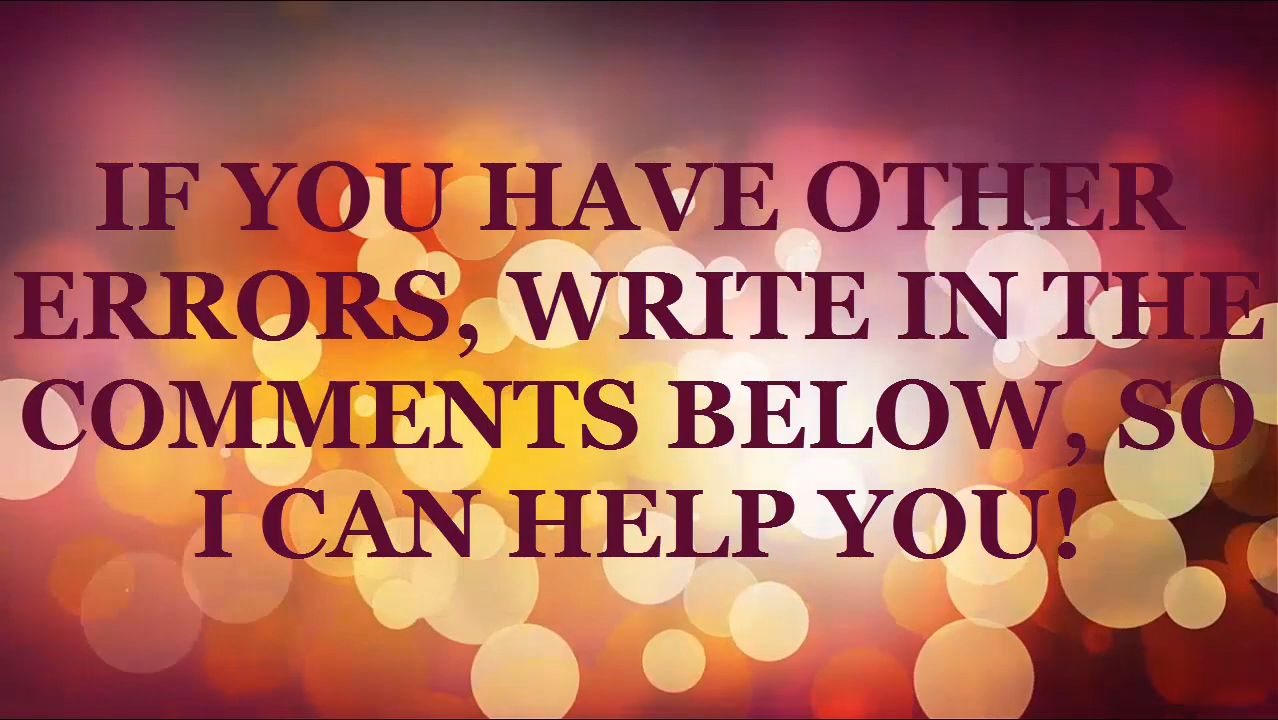 IF YOU HAVE OTHER
ERRORS, WRITE IN THE
COMMENTS BELOW, SO
I CAN HELP YOU!